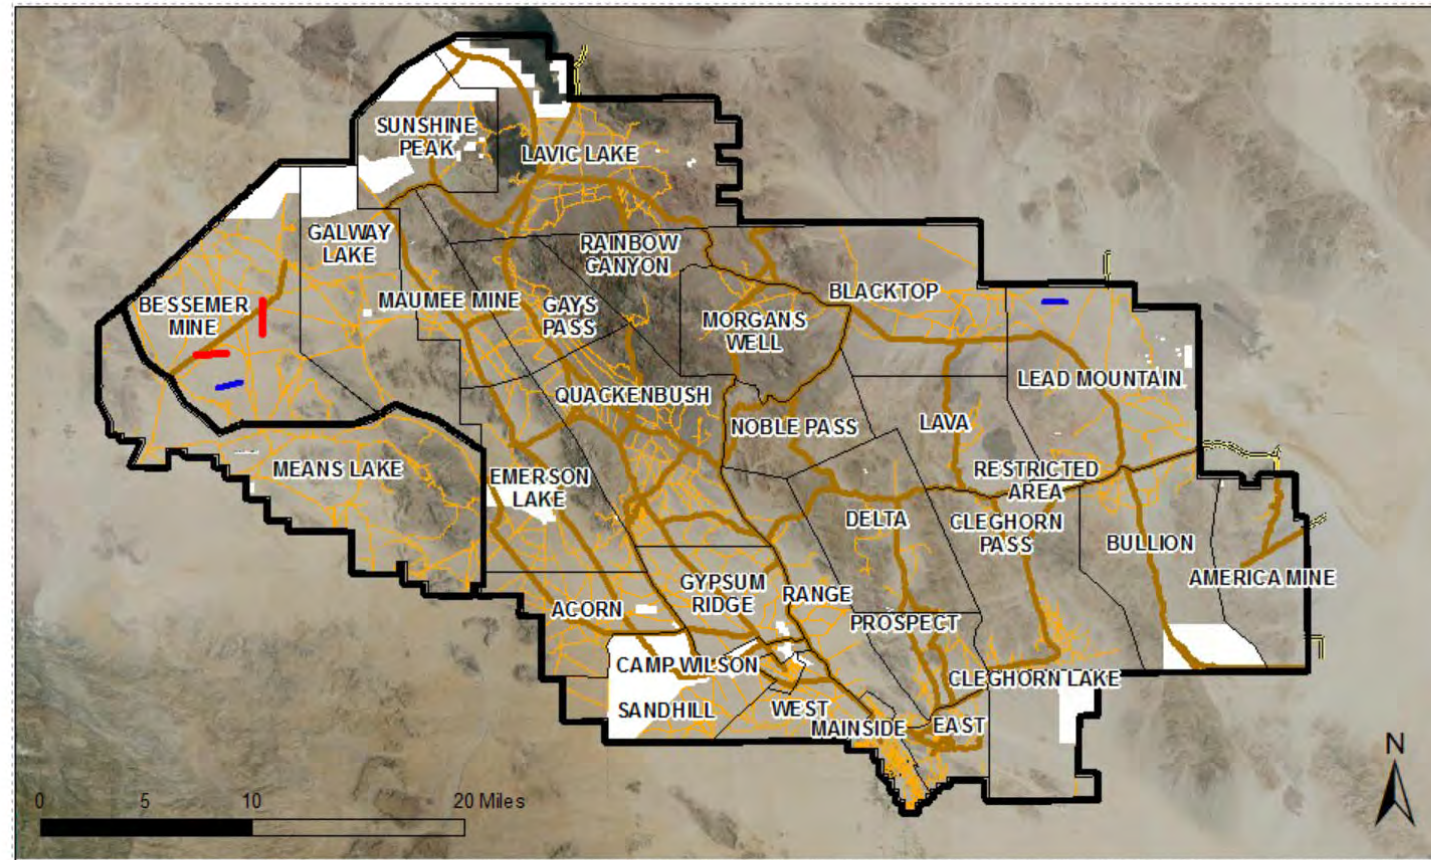 SUNSHINE
PEAK
LAVIC LAKE
GALWAY
LAKE
RAINBOW
CANYON
BESSEMER
MINE
MAUMEE MINE
GAYS
PASS
BLACKTOP
MORGANS
WELL
LEAD MOUNTAIN
QUACKENBUSH
NOBLE PASS
LAVA
MEANS LAKE
EMERSON
LAKE
RESTRICTED
AREA
DELTA
CLEGHORN
PASS
BULLION
AMERICA MINE
GYPSUM
RIDGE
RANGE
ACORN
PROSPECT
CAMP WILSON
CLEGHORN LAKE
SANDHILL
WEST
MAINSIDE
EAST
N
0 5 10 20 Miles